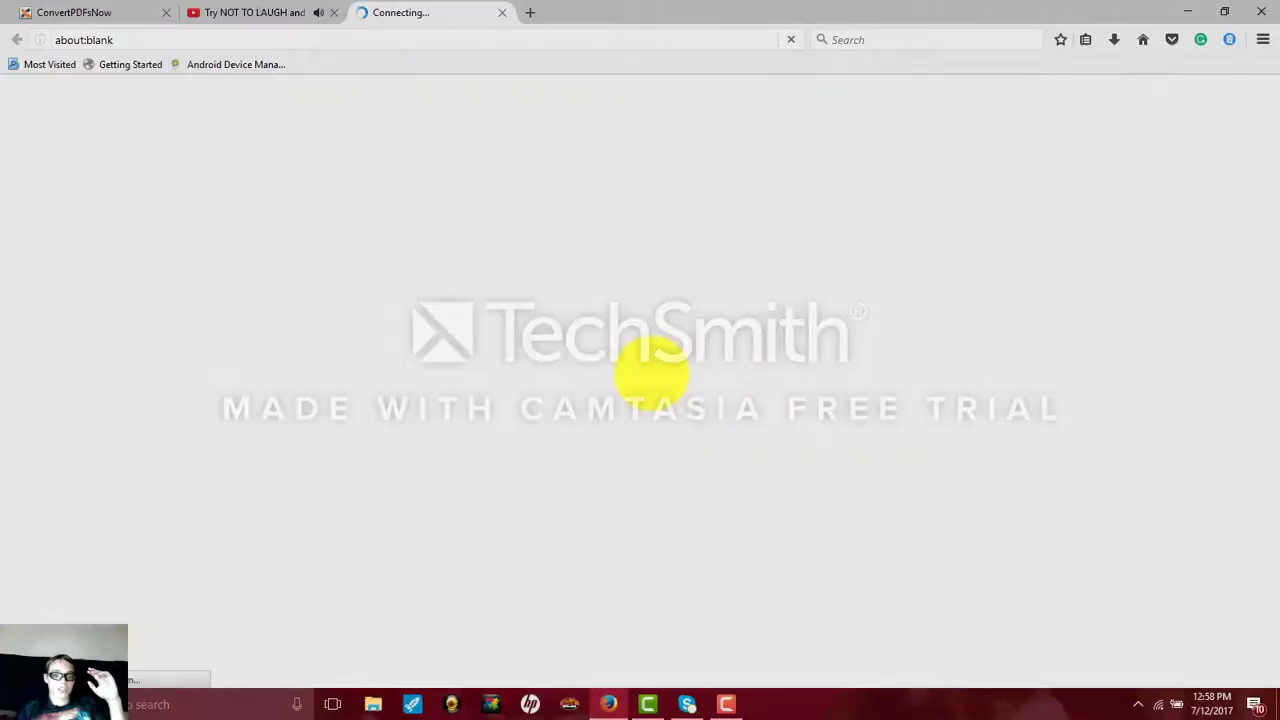 ConvertPDFsNow
Try NOT TO LAUGH and
Connecting...
about:blank
Search
Most Visited
Getting Started
Android Device Mana...
TechSmith®
MADE WITH CAMTASIA FREE TRIAL
search
12:58 PM
7/12/2017
10